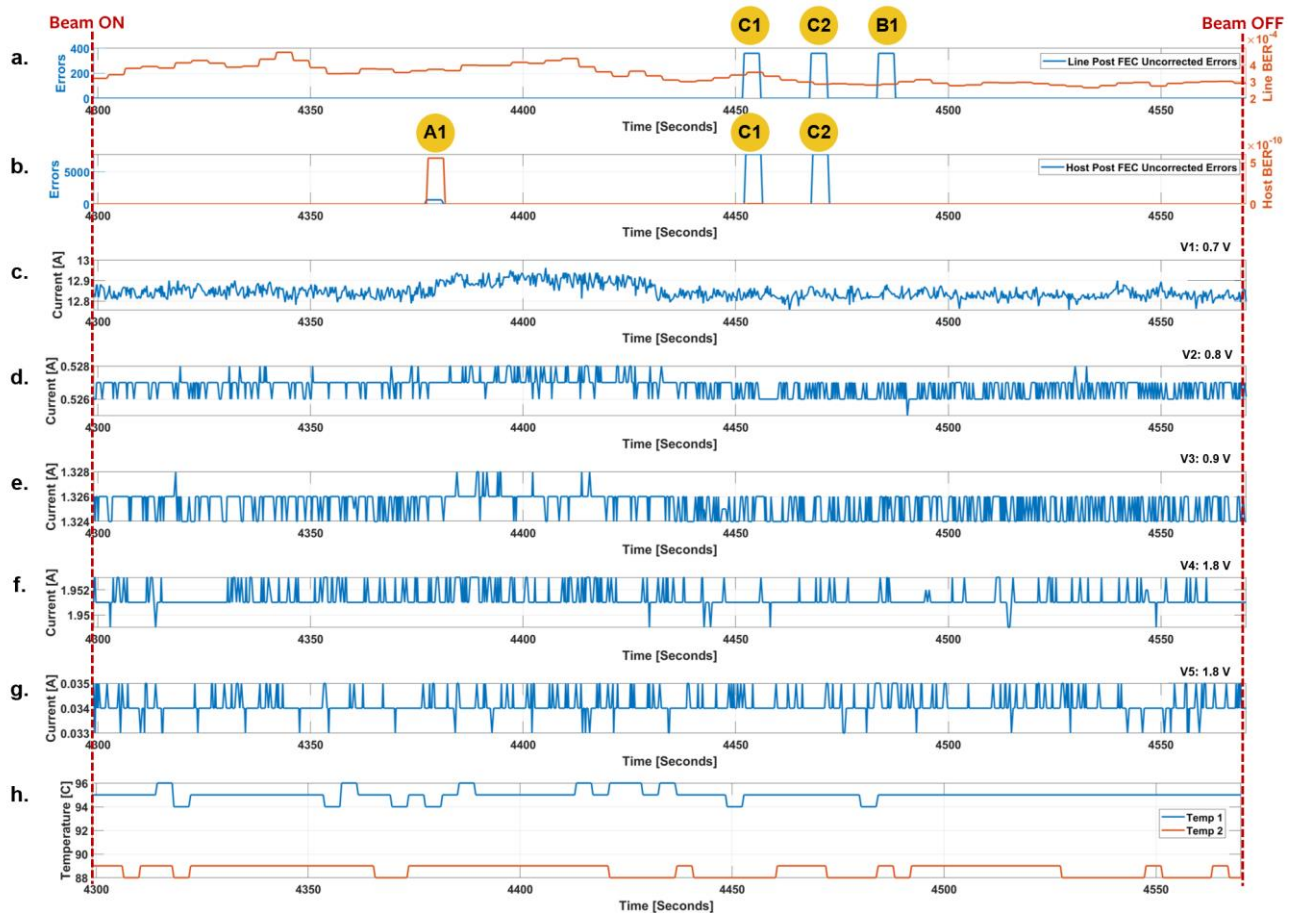 Beam ON
C1 C2 B1
Beam OFF
a.
Errors
400
200
0
×10⁻⁴
4
3
2
Line BER
Line Post FEC Uncorrected Errors
4300 4350 4400 4450 4500 4550
Time [Seconds]
A1 C1 C2
b.
Errors
5000
0
×10⁻¹⁰
5
0
Host BER
Host Post FEC Uncorrected Errors
4300 4350 4400 4450 4500 4550
Time [Seconds]
V1: 0.7 V
c.
Current [A]
13
12.9
12.8
4300 4350 4400 4450 4500 4550
Time [Seconds]
V2: 0.8 V
d.
Current [A]
0.528
0.526
4300 4350 4400 4450 4500 4550
Time [Seconds]
V3: 0.9 V
e.
Current [A]
1.328
1.326
1.324
4300 4350 4400 4450 4500 4550
Time [Seconds]
V4: 1.8 V
f.
Current [A]
1.952
1.95
4300 4350 4400 4450 4500 4550
Time [Seconds]
V5: 1.8 V
g.
Current [A]
0.035
0.034
0.033
4300 4350 4400 4450 4500 4550
Time [Seconds]
h.
Temperature [C]
96
94
92
90
88
Temp 1
Temp 2
4300 4350 4400 4450 4500 4550
Time [Seconds]